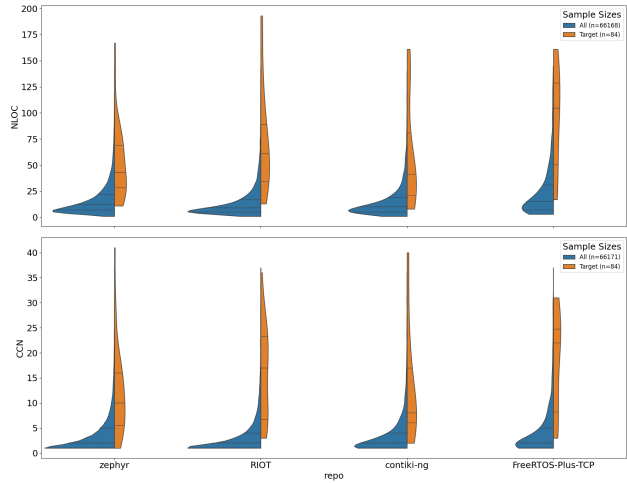 200
175
150
125
100
75
50
25
0
NLOC
Sample Sizes
All (n=66168)
Target (n=84)
40
35
30
25
20
15
10
5
0
CCN
Sample Sizes
All (n=66171)
Target (n=84)
zephyr
RIOT
contiki-ng
FreeRTOS-Plus-TCP
repo